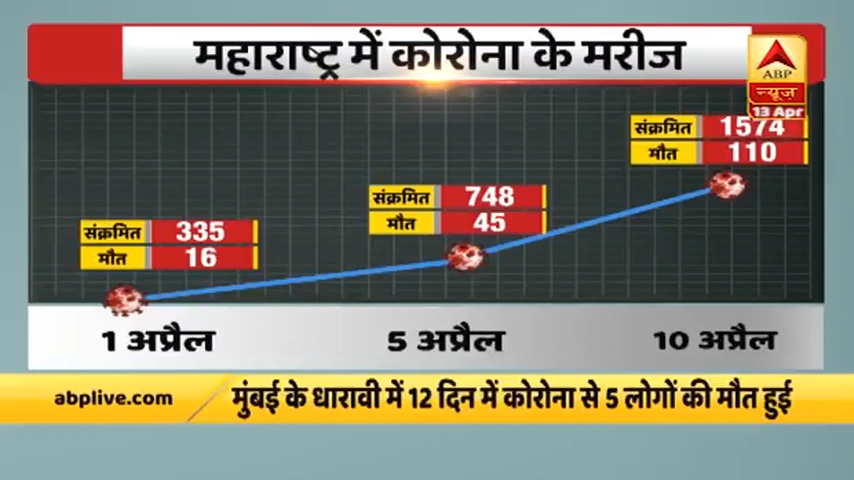 महाराष्ट्र में कोरोना के मरीज
ABP
न्यूज़
13 Apr
संक्रमित 1574
मौत 110
संक्रमित 748
मौत 45
संक्रमित 335
मौत 16
1 अप्रैल 5 अप्रैल 10 अप्रैल
abplive.com मुंबई के धारावी में 12 दिन में कोरोना से 5 लोगों की मौत हुई